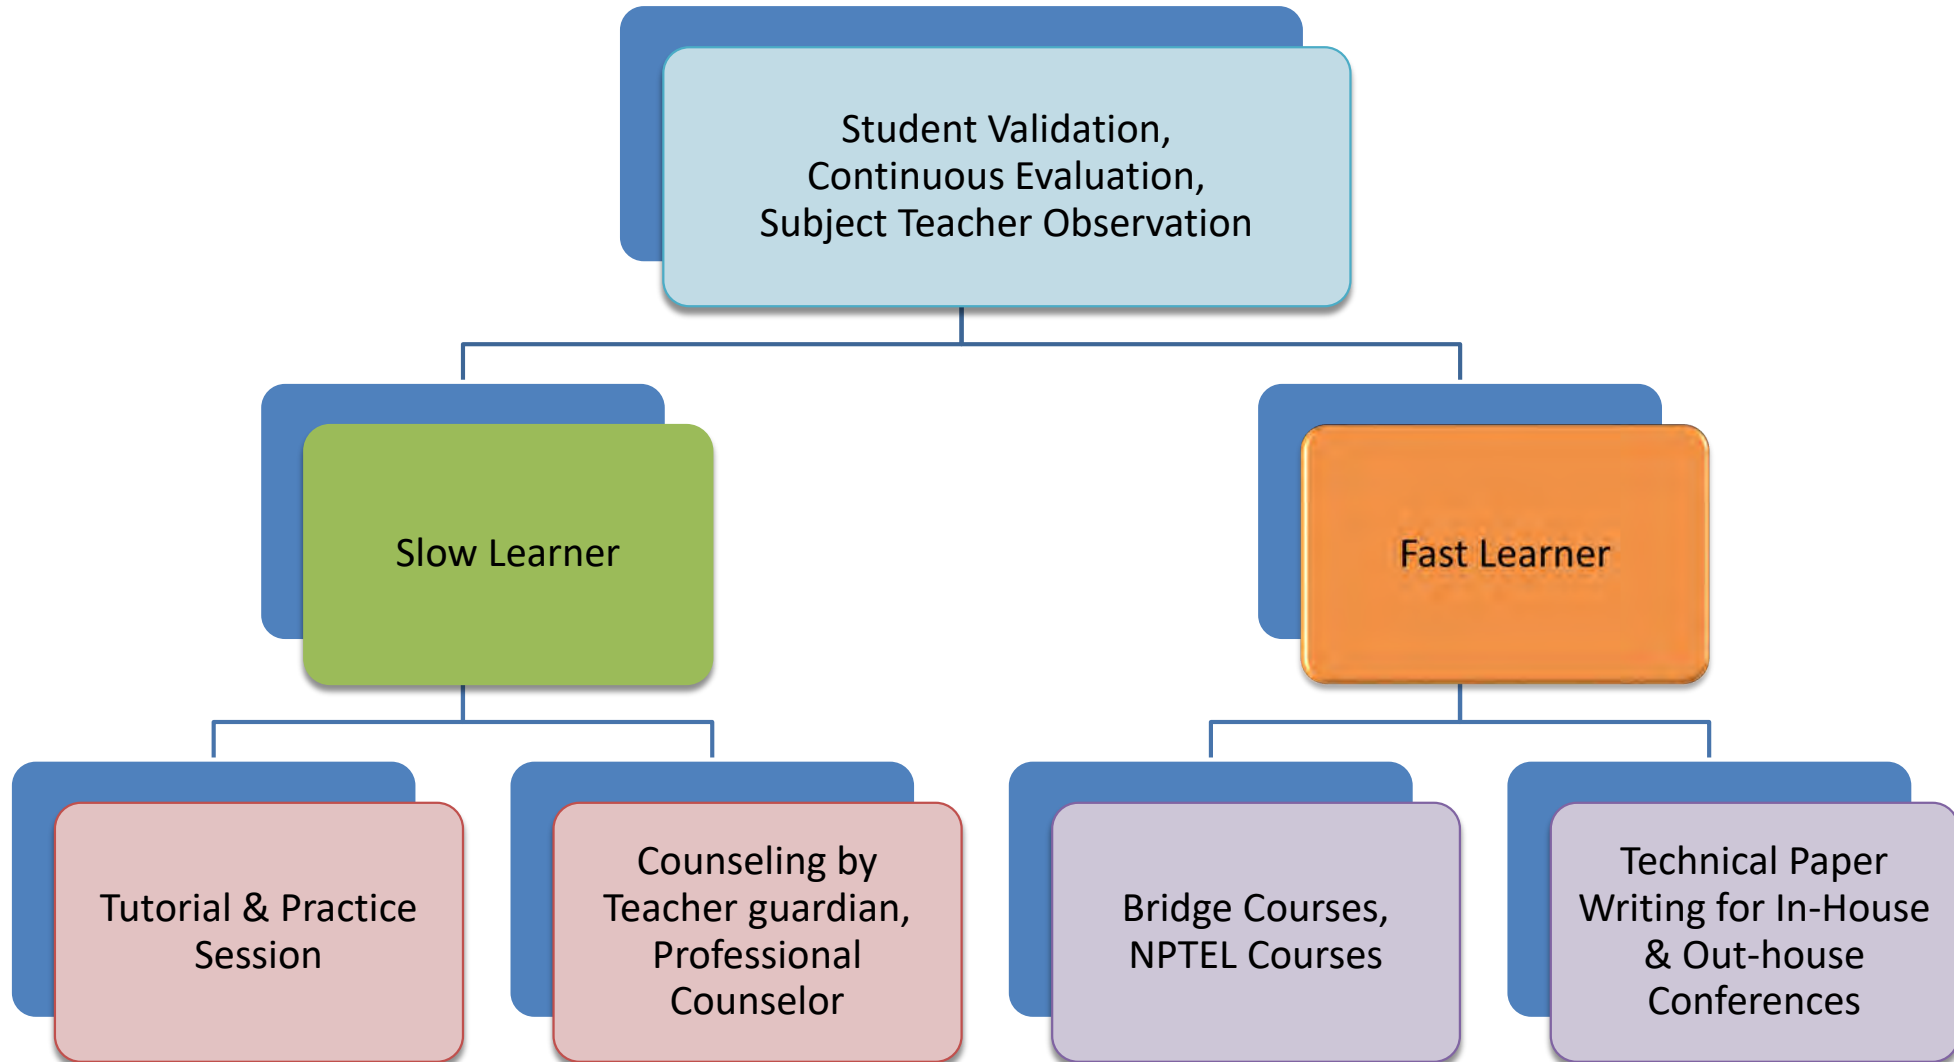 Student Validation,
Continuous Evaluation,
Subject Teacher Observation
Slow Learner
Fast Learner
Tutorial & Practice
Session
Counseling by
Teacher guardian,
Professional
Counselor
Bridge Courses,
NPTEL Courses
Technical Paper
Writing for In-House
& Out-house
Conferences